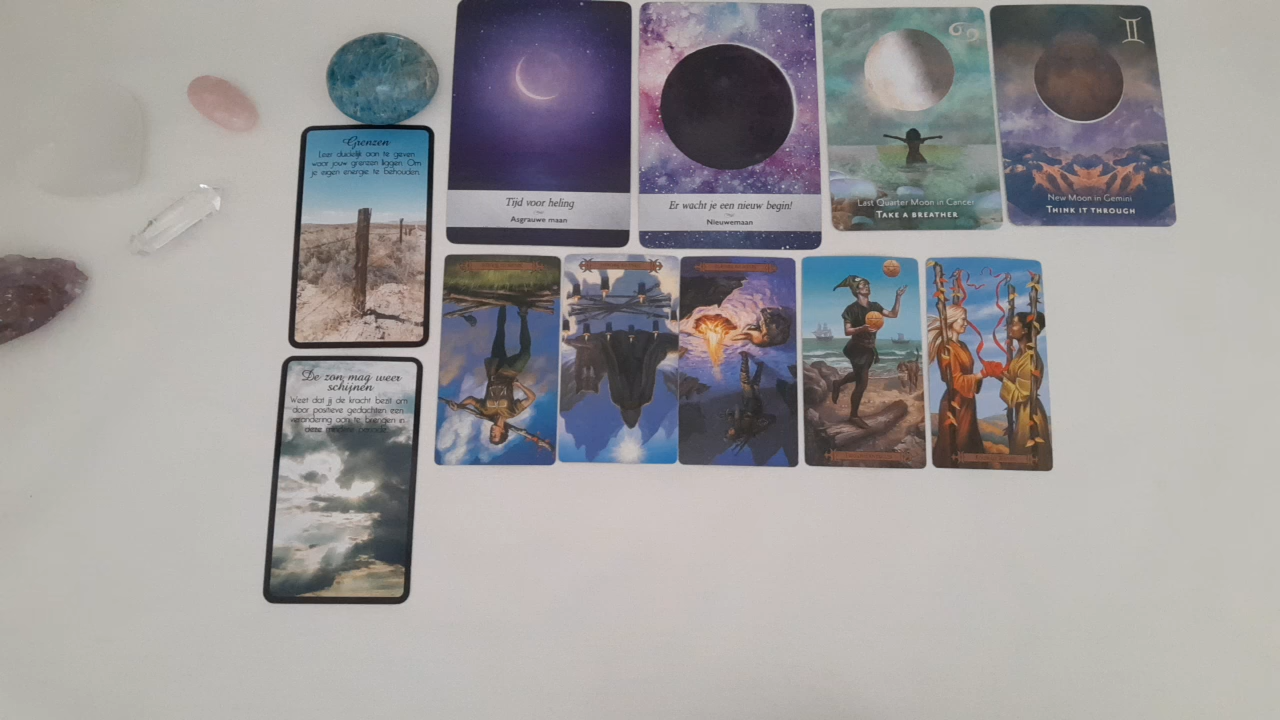 Grenzen
Leer duidelijk aan te geven
waar jouw grenzen liggen. Om
je eigen energie te behouden.
De zon mag weer
schijnen
Weet dat jij de kracht bezit om
door positieve gedachten een
verandering aan te brengen in
deze mindere periode.
Tijd voor heling
Asgrauwe maan
Er wacht je een nieuw begin!
Nieuwemaan
Last Quarter Moon in Cancer
TAKE A BREATHER
New Moon in Gemini
THINK IT THROUGH